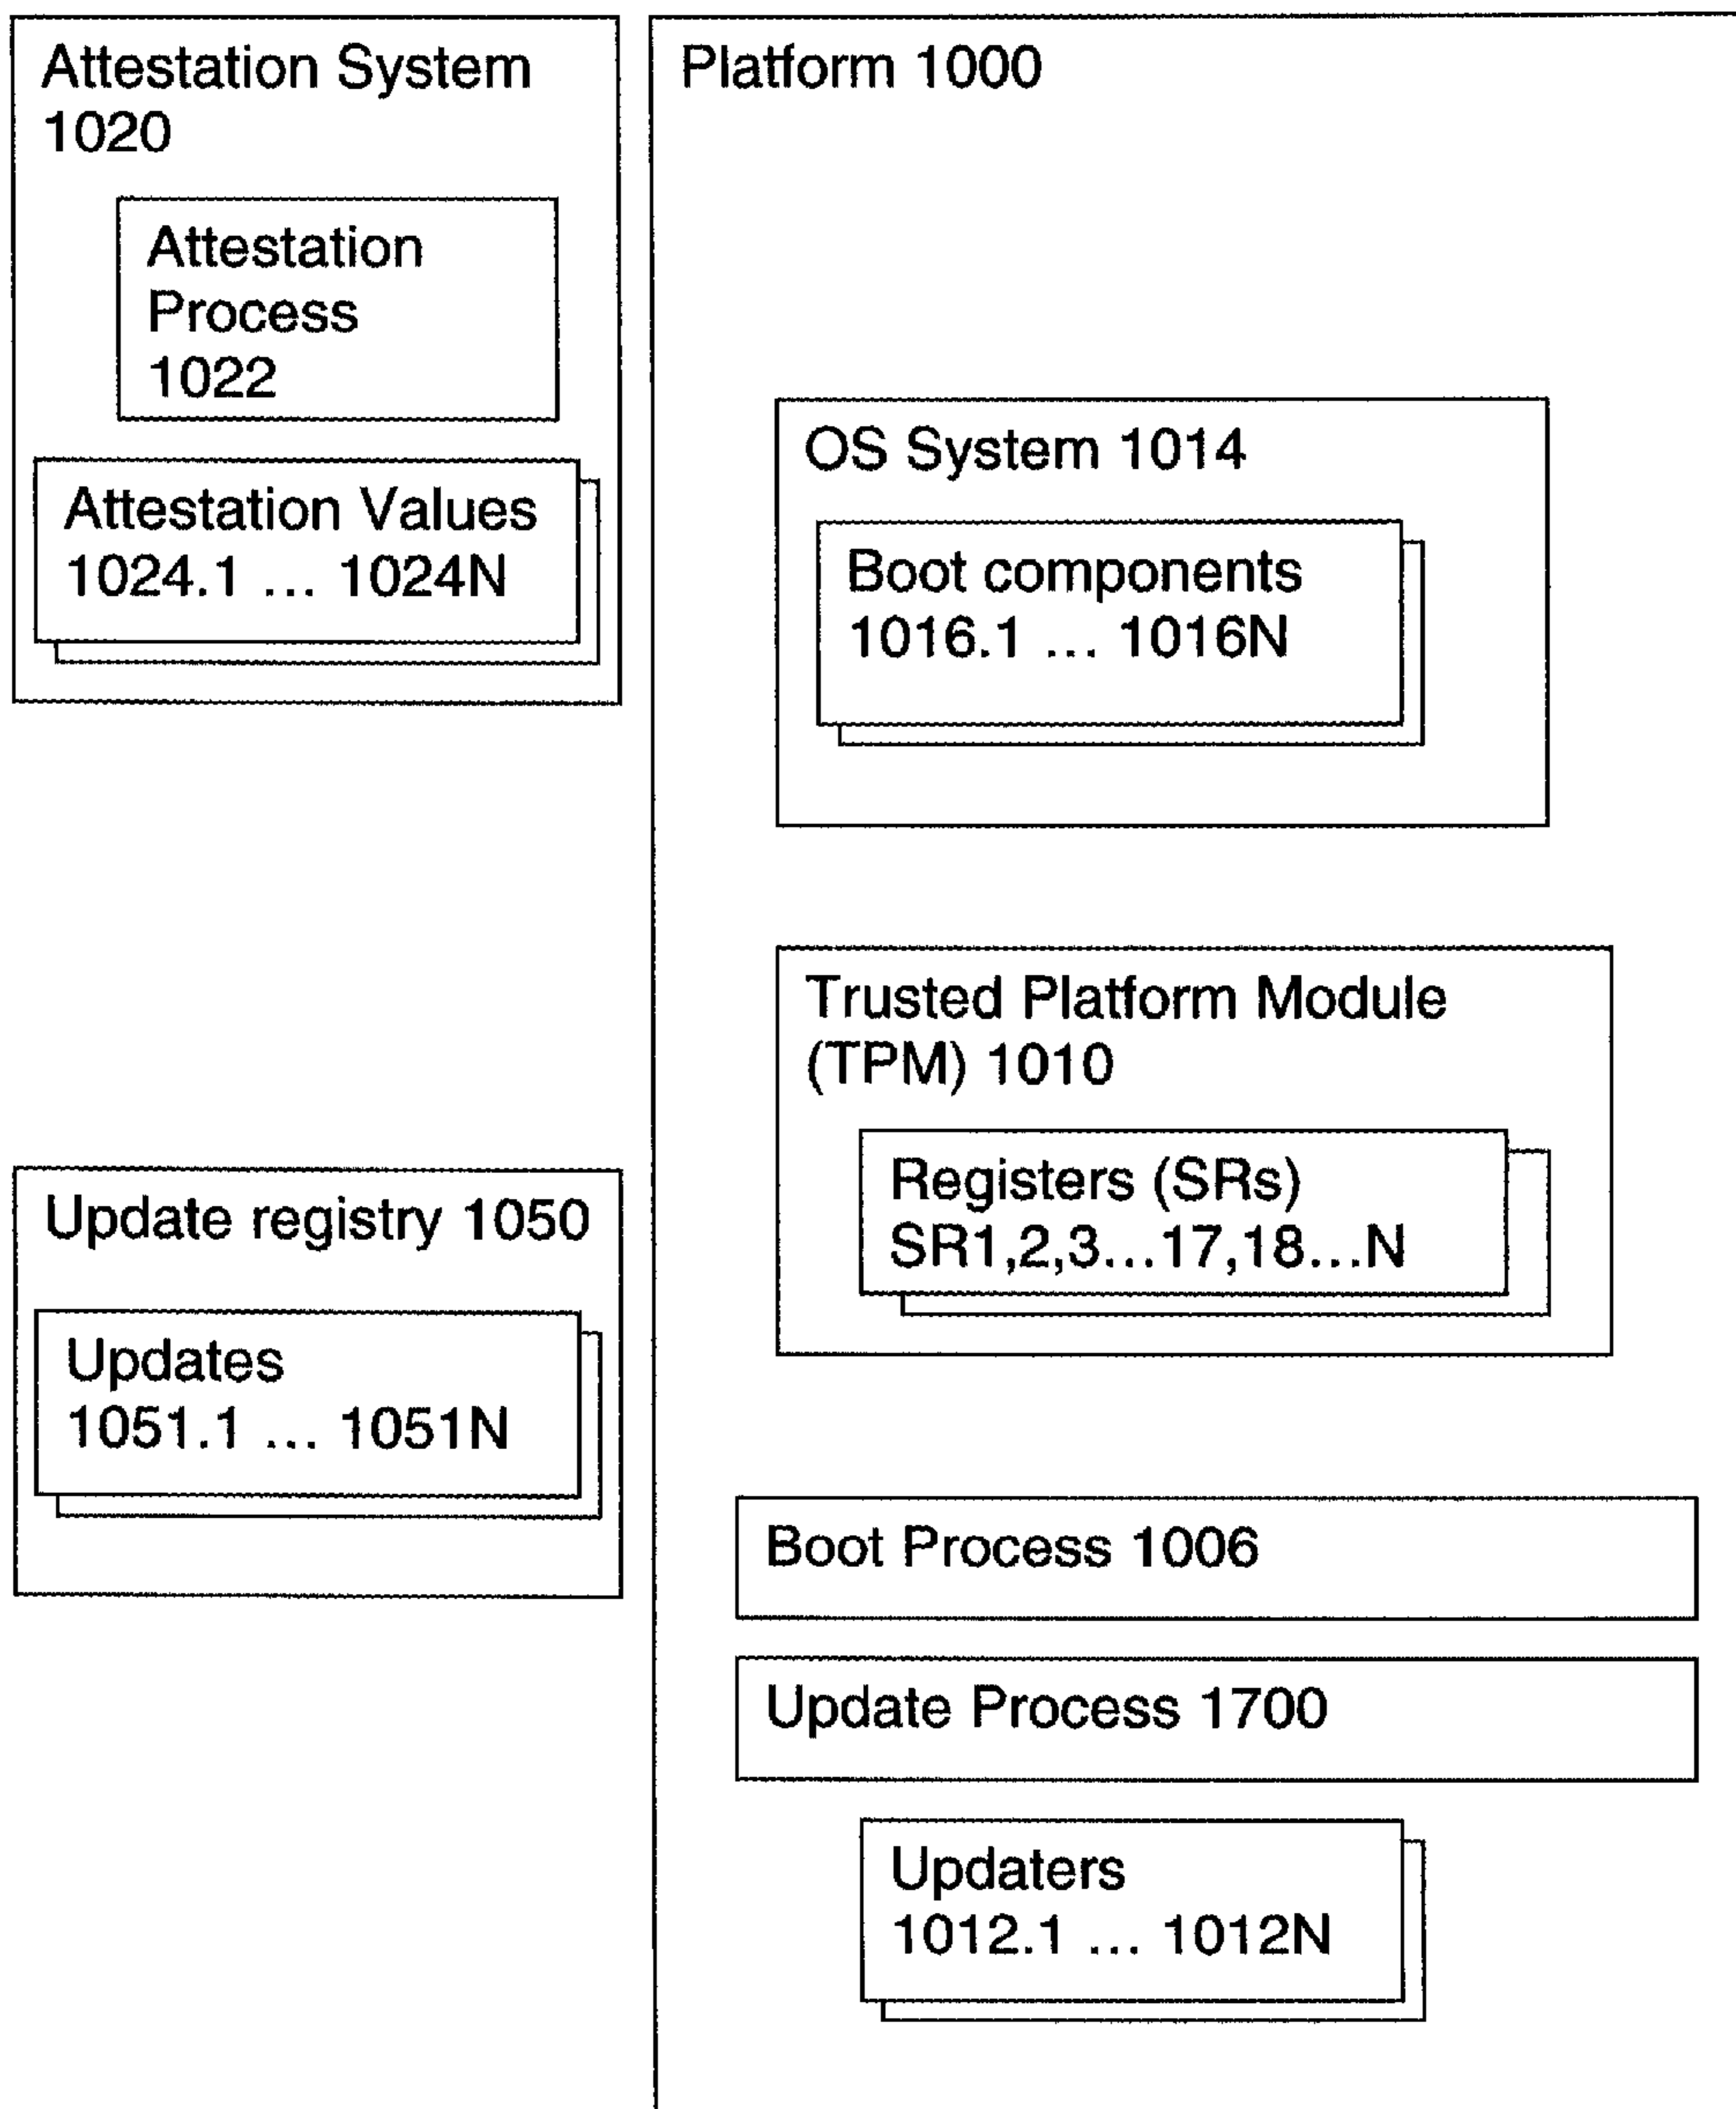 Attestation System
1020
Attestation
Process
1022
Attestation Values
1024.1 ... 1024N
Update registry 1050
Updates
1051.1 ... 1051N
Platform 1000
OS System 1014
Boot components
1016.1 ... 1016N
Trusted Platform Module
(TPM) 1010
Registers (SRs)
SR1,2,3...17,18...N
Boot Process 1006
Update Process 1700
Updaters
1012.1 ... 1012N